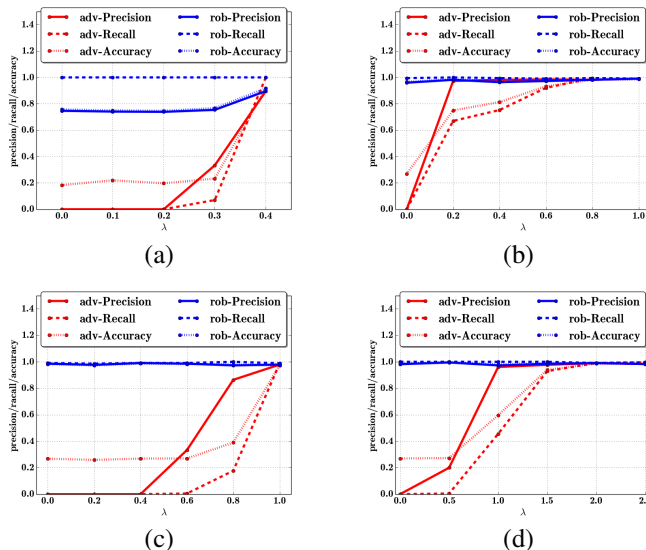 adv-Precision rob-Precision
adv-Recall rob-Recall
adv-Accuracy rob-Accuracy
precision/racall/accuracy
1.4
1.2
1.0
0.8
0.6
0.4
0.2
0.0
0.0 0.1 0.2 0.3 0.4
λ
(a)
adv-Precision rob-Precision
adv-Recall rob-Recall
adv-Accuracy rob-Accuracy
precision/racall/accuracy
1.4
1.2
1.0
0.8
0.6
0.4
0.2
0.0
0.0 0.2 0.4 0.6 0.8 1.0
λ
(b)
adv-Precision rob-Precision
adv-Recall rob-Recall
adv-Accuracy rob-Accuracy
precision/racall/accuracy
1.4
1.2
1.0
0.8
0.6
0.4
0.2
0.0
0.0 0.2 0.4 0.6 0.8 1.0
λ
(c)
adv-Precision rob-Precision
adv-Recall rob-Recall
adv-Accuracy rob-Accuracy
precision/racall/accuracy
1.4
1.2
1.0
0.8
0.6
0.4
0.2
0.0
0.0 0.5 1.0 1.5 2.0 2.
λ
(d)